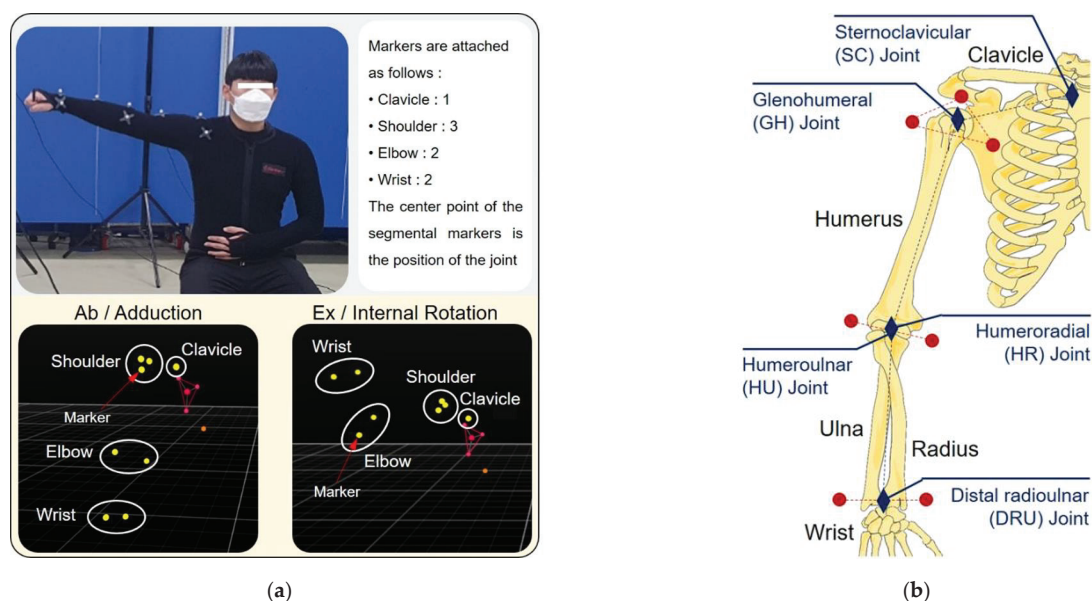 Markers are attached
as follows :
• Clavicle : 1
• Shoulder : 3
• Elbow : 2
• Wrist : 2
The center point of the
segmental markers is
the position of the joint
Ab / Adduction
Shoulder
Clavicle
Marker
Elbow
Wrist
Ex / Internal Rotation
Wrist
Shoulder
Clavicle
Elbow
Marker
(a)
Sternoclavicular
(SC) Joint
Clavicle
Glenohumeral
(GH) Joint
Humerus
Humeroulnar
(HU) Joint
Humeroradial
(HR) Joint
Ulna
Radius
Distal radioulnar
(DRU) Joint
Wrist
(b)